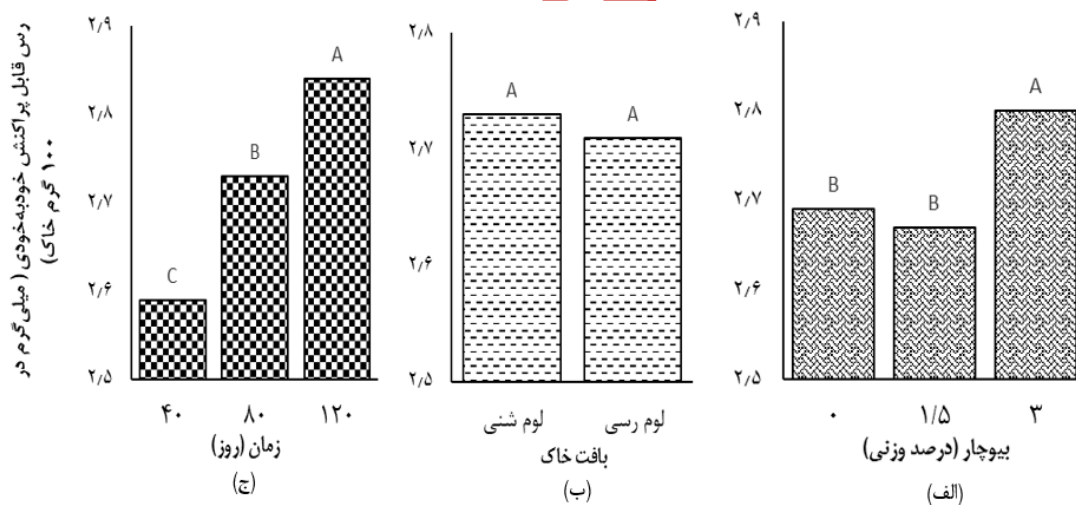 رس قابل پراکنش خودبه‌خودی ( میلی‌گرم در
۱۰۰ گرم خاک)
۲٫۹
۲٫۸
۲٫۷
۲٫۶
۲٫۵
C
B
A
۴۰
۸۰
۱۲۰
زمان (روز)
(ج)
۲٫۸
۲٫۷
۲٫۶
۲٫۵
A
A
لوم شنی
لوم رسی
بافت خاک
(ب)
۲٫۹
۲٫۸
۲٫۷
۲٫۶
۲٫۵
B
B
A
۰
۱/۵
۳
بیوچار (درصد وزنی)
(الف)